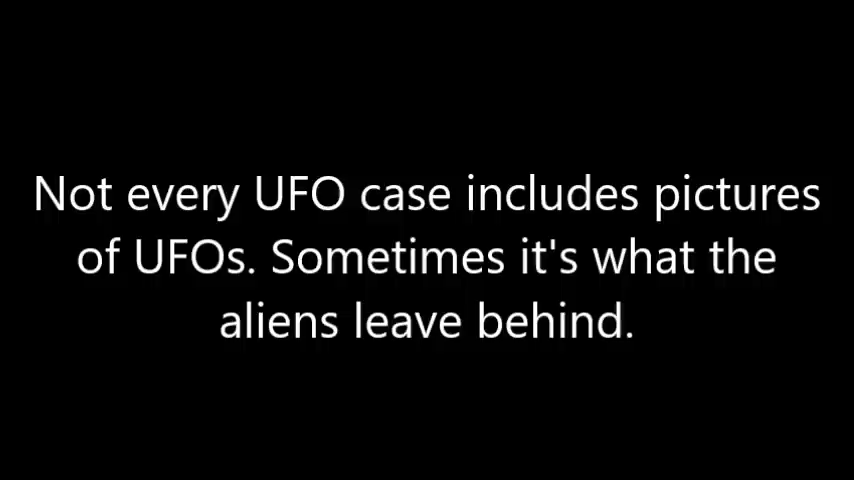 Not every UFO case includes pictures
of UFOs. Sometimes it's what the
aliens leave behind.